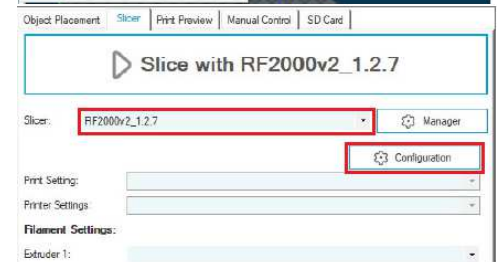 Object Placement Slicer Print Preview Manual Control SD Card
Slice with RF2000v2_1.2.7
Slicer: RF2000v2_1.2.7 Manager
Configuration
Print Setting:
Printer Settings:
Filament Settings:
Extruder 1: